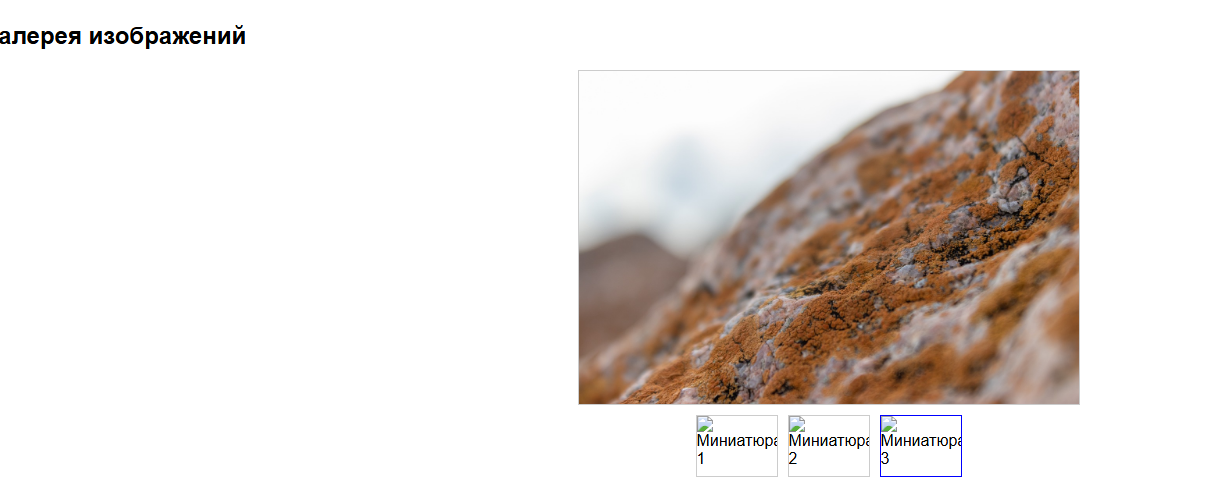 алерея изображений
Миниатюра
1
Миниатюра
2
Миниатюра
3